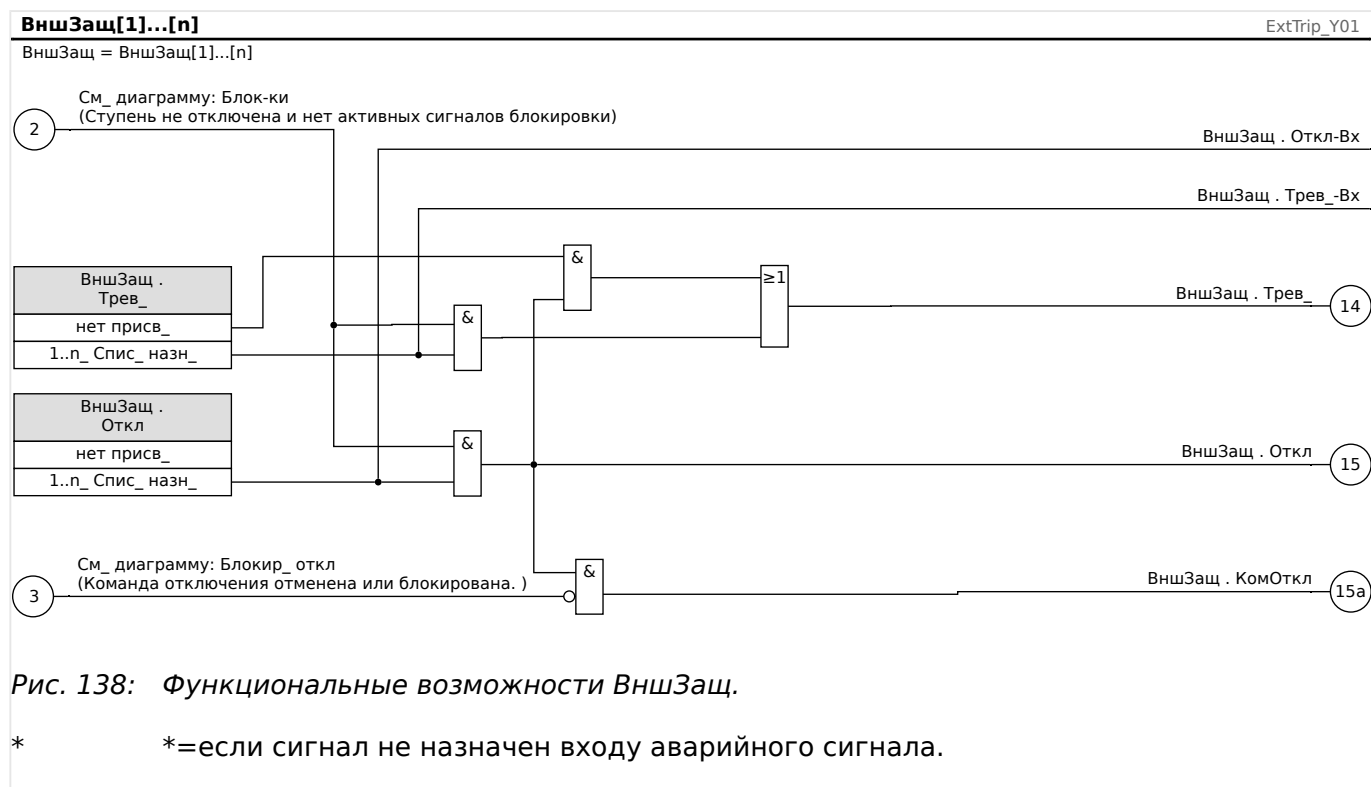 ВншЗащ[1]...[n]
ExtTrip_Y01
ВншЗащ = ВншЗащ[1]...[n]
См_ диаграмму: Блок-ки
(Ступень не отключена и нет активных сигналов блокировки)
2
ВншЗащ . Откл-Вх
ВншЗащ . Трев_-Вх
&
ВншЗащ .
Трев_
≥1
ВншЗащ . Трев_
14
нет присв_
&
1..n_ Спис_ назн_
ВншЗащ .
Откл
нет присв_
&
ВншЗащ . Откл
15
1..n_ Спис_ назн_
См_ диаграмму: Блокир_ откл
(Команда отключения отменена или блокирована. )
3
&
ВншЗащ . КомОткл
15a
Рис. 138: Функциональные возможности ВншЗащ.
* *=если сигнал не назначен входу аварийного сигнала.